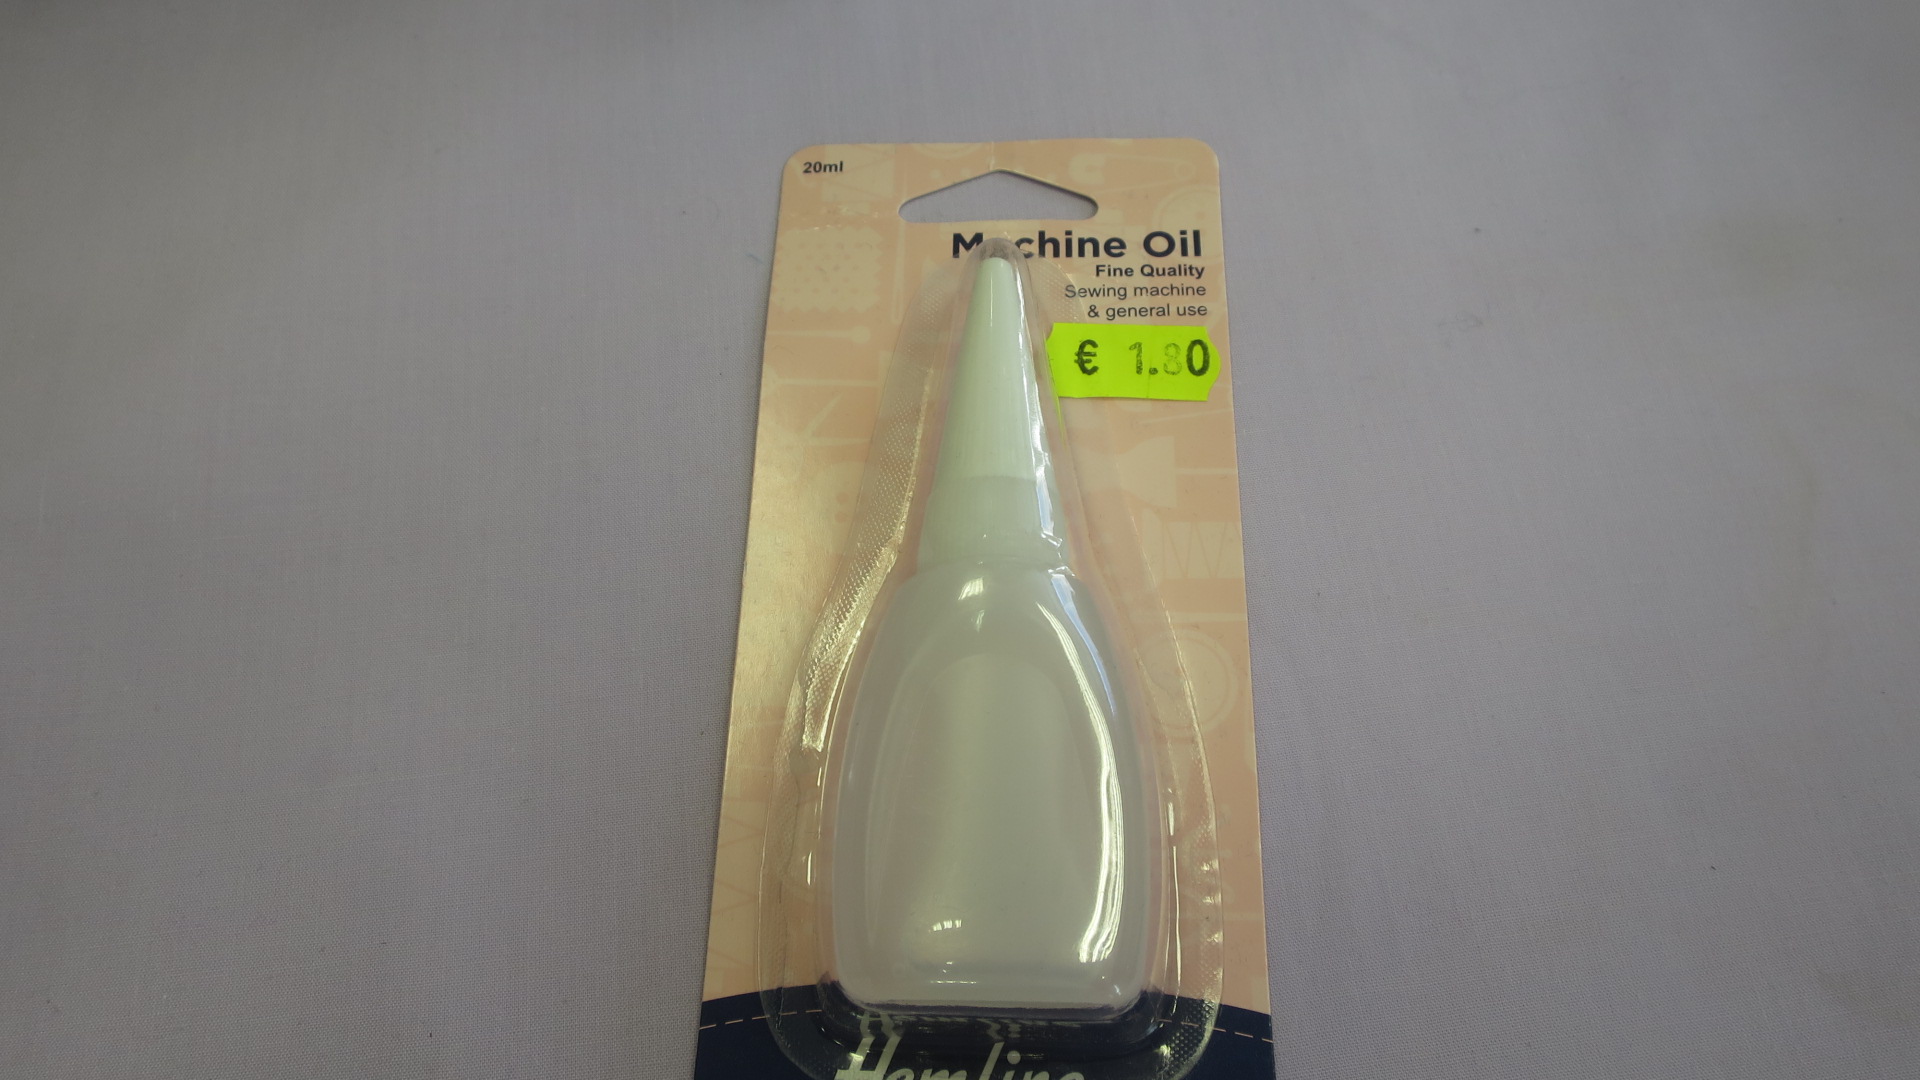 20ml
Machine Oil
Fine Quality
Sewing machine
& general use
€ 1.80
Hemline